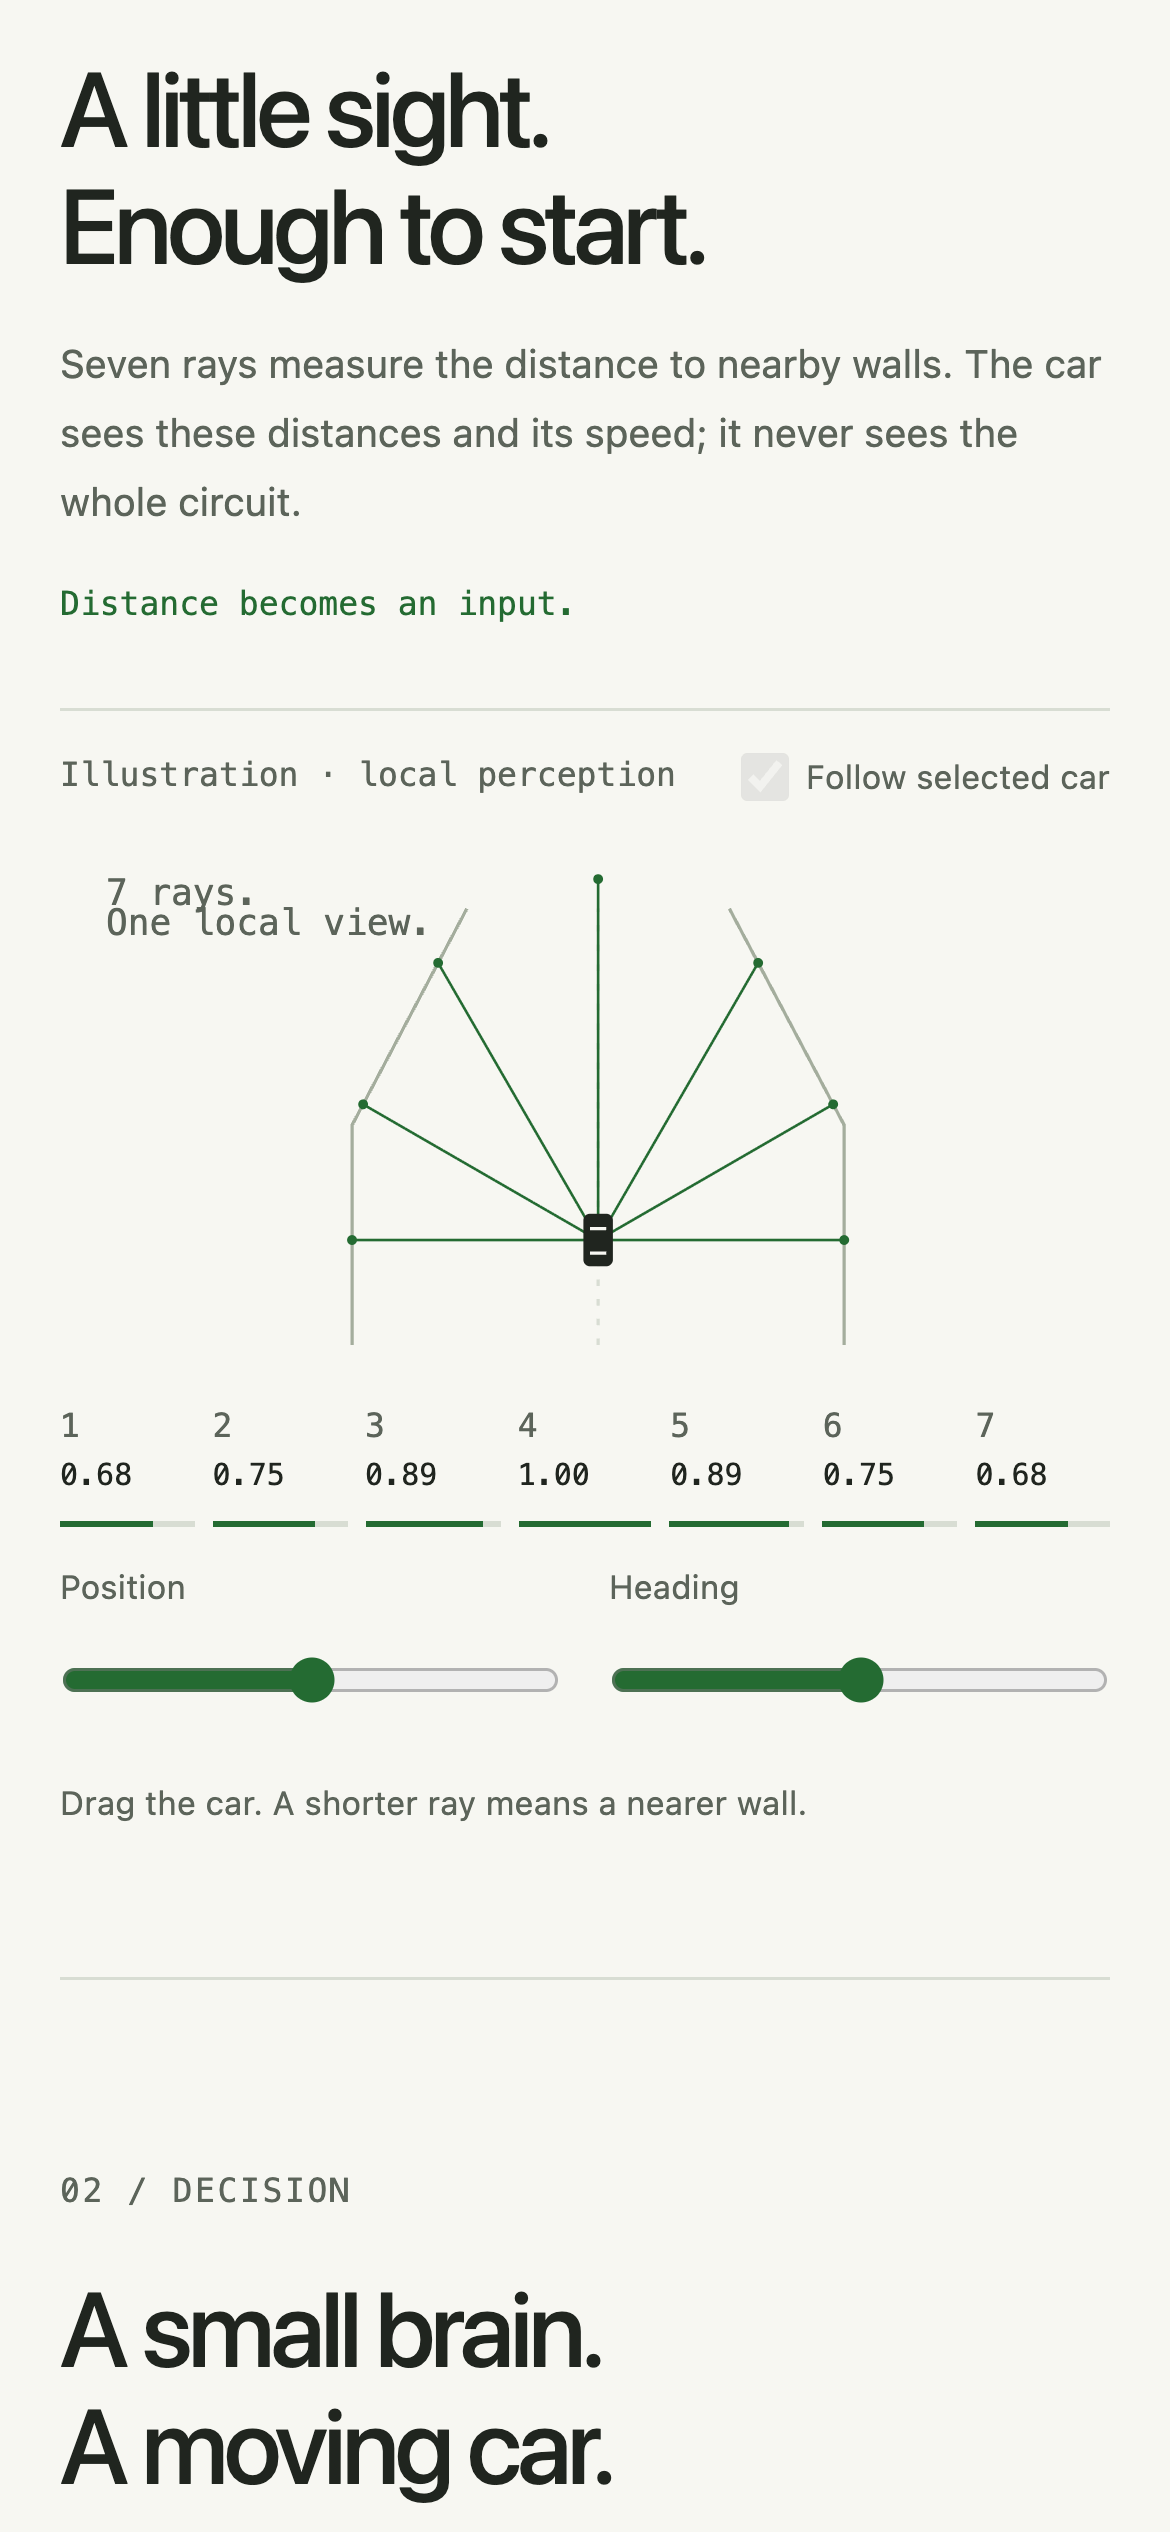 A little sight.
Enough to start.
Seven rays measure the distance to nearby walls. The car
sees these distances and its speed; it never sees the
whole circuit.
Distance becomes an input.
Illustration · local perception
Follow selected car
7 rays.
One local view.
1 2 3 4 5 6 7
0.68 0.75 0.89 1.00 0.89 0.75 0.68
Position Heading
Drag the car. A shorter ray means a nearer wall.
02 / DECISION
A small brain.
A moving car.